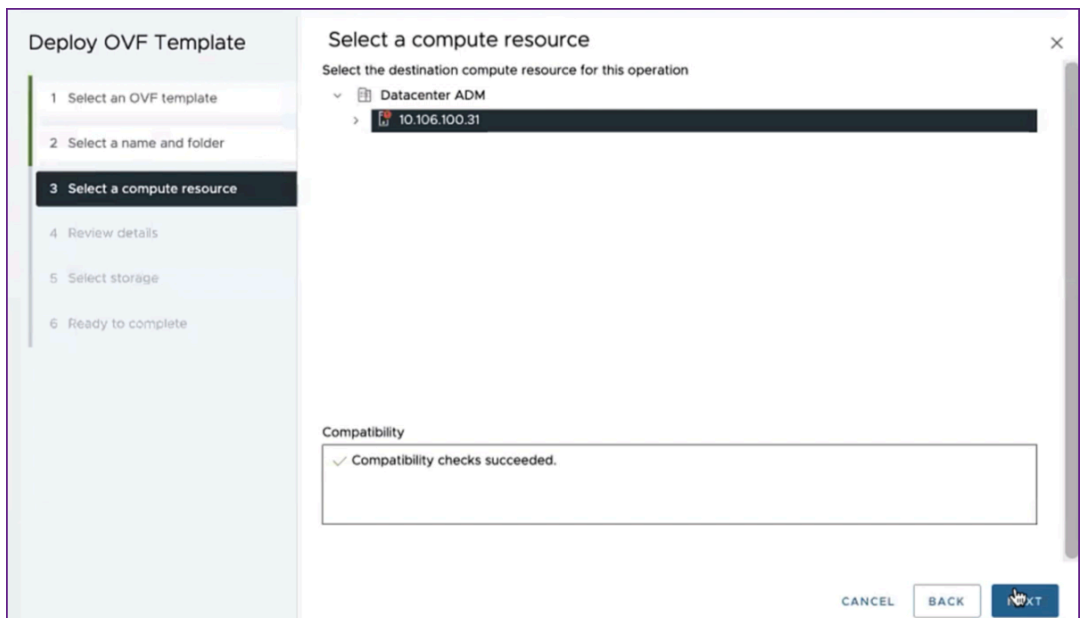 Deploy OVF Template
1 Select an OVF template
2 Select a name and folder
3 Select a compute resource
4 Review details
5 Select storage
6 Ready to complete
Select a compute resource
Select the destination compute resource for this operation
Datacenter ADM
10.106.100.31
Compatibility
Compatibility checks succeeded.
CANCEL
BACK
NEXT